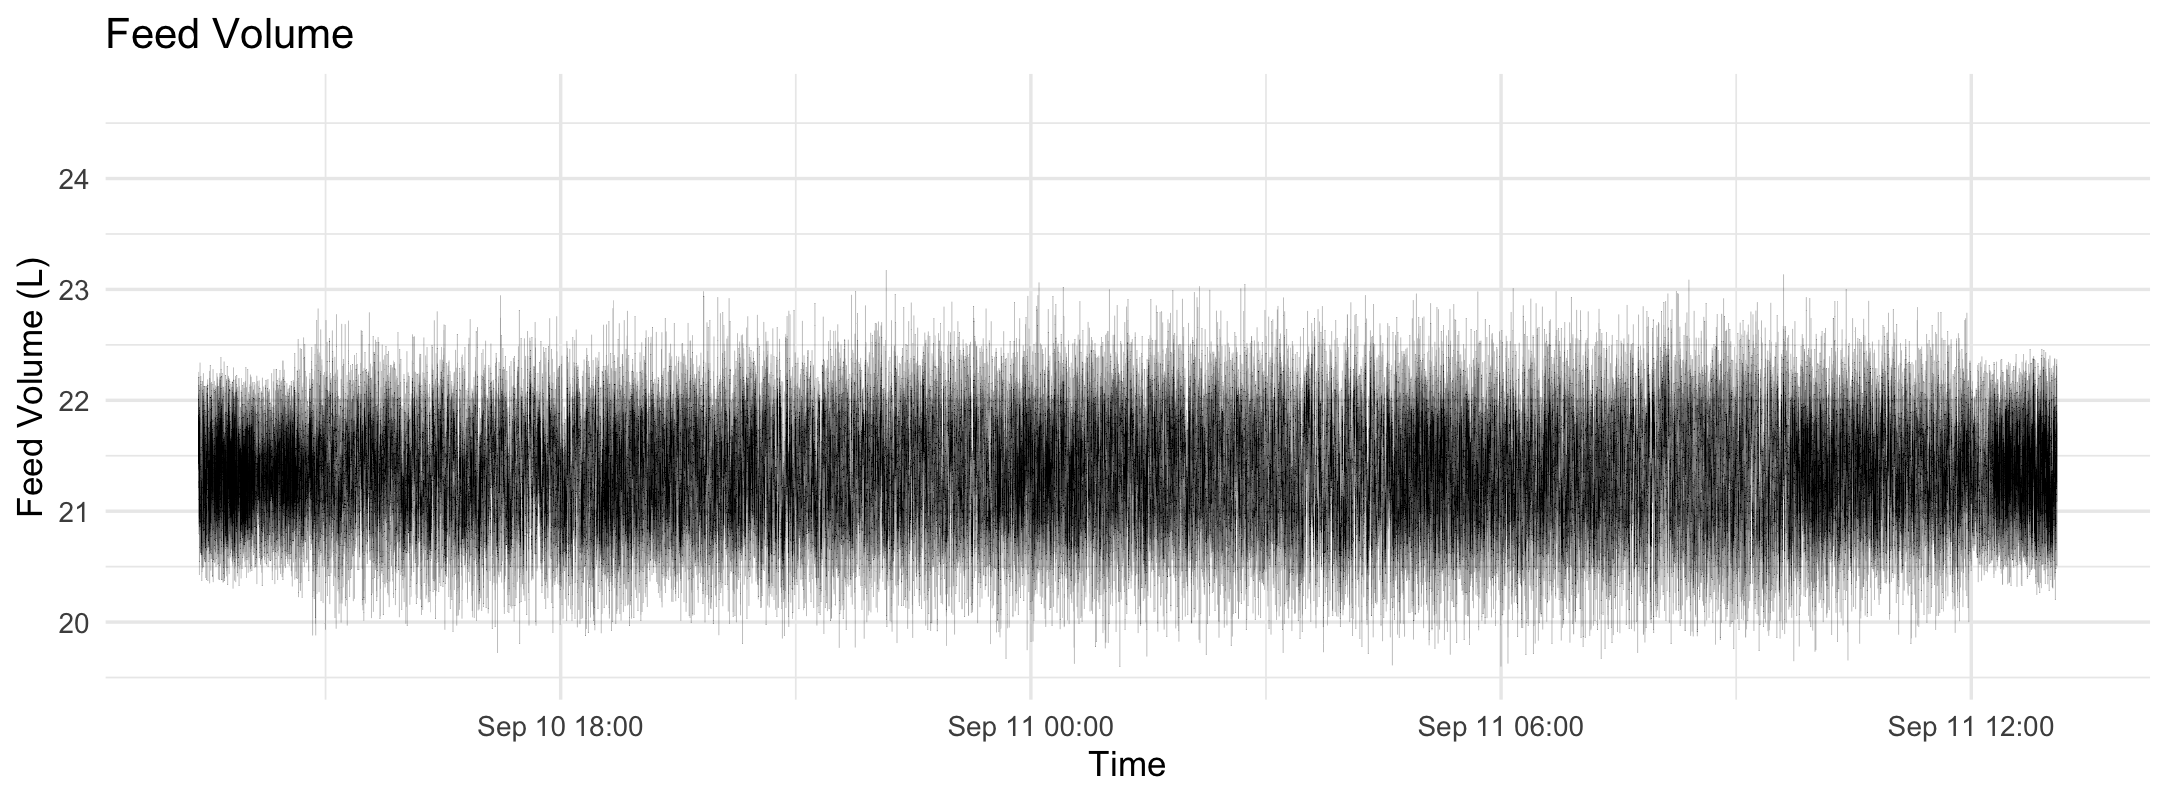 Feed Volume
Feed Volume (L)
24
23
22
21
20
Sep 10 18:00
Sep 11 00:00
Sep 11 06:00
Sep 11 12:00
Time